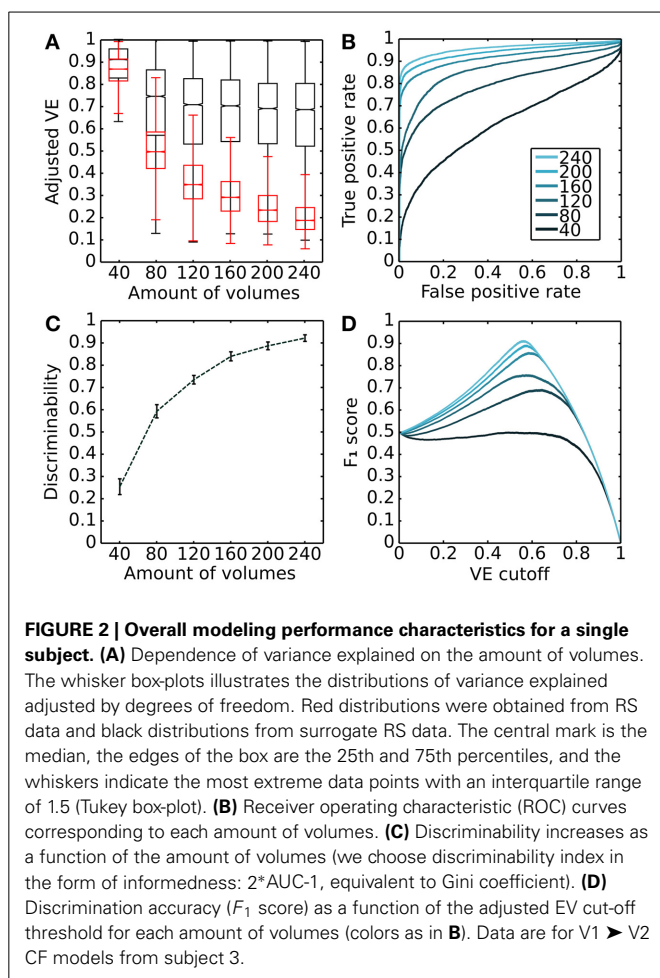 A
1
0.9
0.8
0.7
0.6
0.5
0.4
0.3
0.2
0.1
0
Adjusted VE
40
80
120
160
200
240
Amount of volumes
B
1
0.9
0.8
0.7
0.6
0.5
0.4
0.3
0.2
0.1
0
True positive rate
240
200
160
120
80
40
0 0.2 0.4 0.6 0.8 1
False positive rate
C
1
0.9
0.8
0.7
0.6
0.5
0.4
0.3
0.2
0.1
0
Discriminability
40 80 120 160 200 240
Amount of volumes
D
1
0.9
0.8
0.7
0.6
0.5
0.4
0.3
0.2
0.1
0
F1 score
0 0.2 0.4 0.6 0.8 1
VE cutoff
FIGURE 2 | Overall modeling performance characteristics for a single
subject. (A) Dependence of variance explained on the amount of volumes.
The whisker box-plots illustrates the distributions of variance explained
adjusted by degrees of freedom. Red distributions were obtained from RS
data and black distributions from surrogate RS data. The central mark is the
median, the edges of the box are the 25th and 75th percentiles, and the
whiskers indicate the most extreme data points with an interquartile range
of 1.5 (Tukey box-plot). (B) Receiver operating characteristic (ROC) curves
corresponding to each amount of volumes. (C) Discriminability increases as
a function of the amount of volumes (we choose discriminability index in
the form of informedness: 2*AUC-1, equivalent to Gini coefficient). (D)
Discrimination accuracy (F1 score) as a function of the adjusted EV cut-off
threshold for each amount of volumes (colors as in B). Data are for V1 ➤ V2
CF models from subject 3.